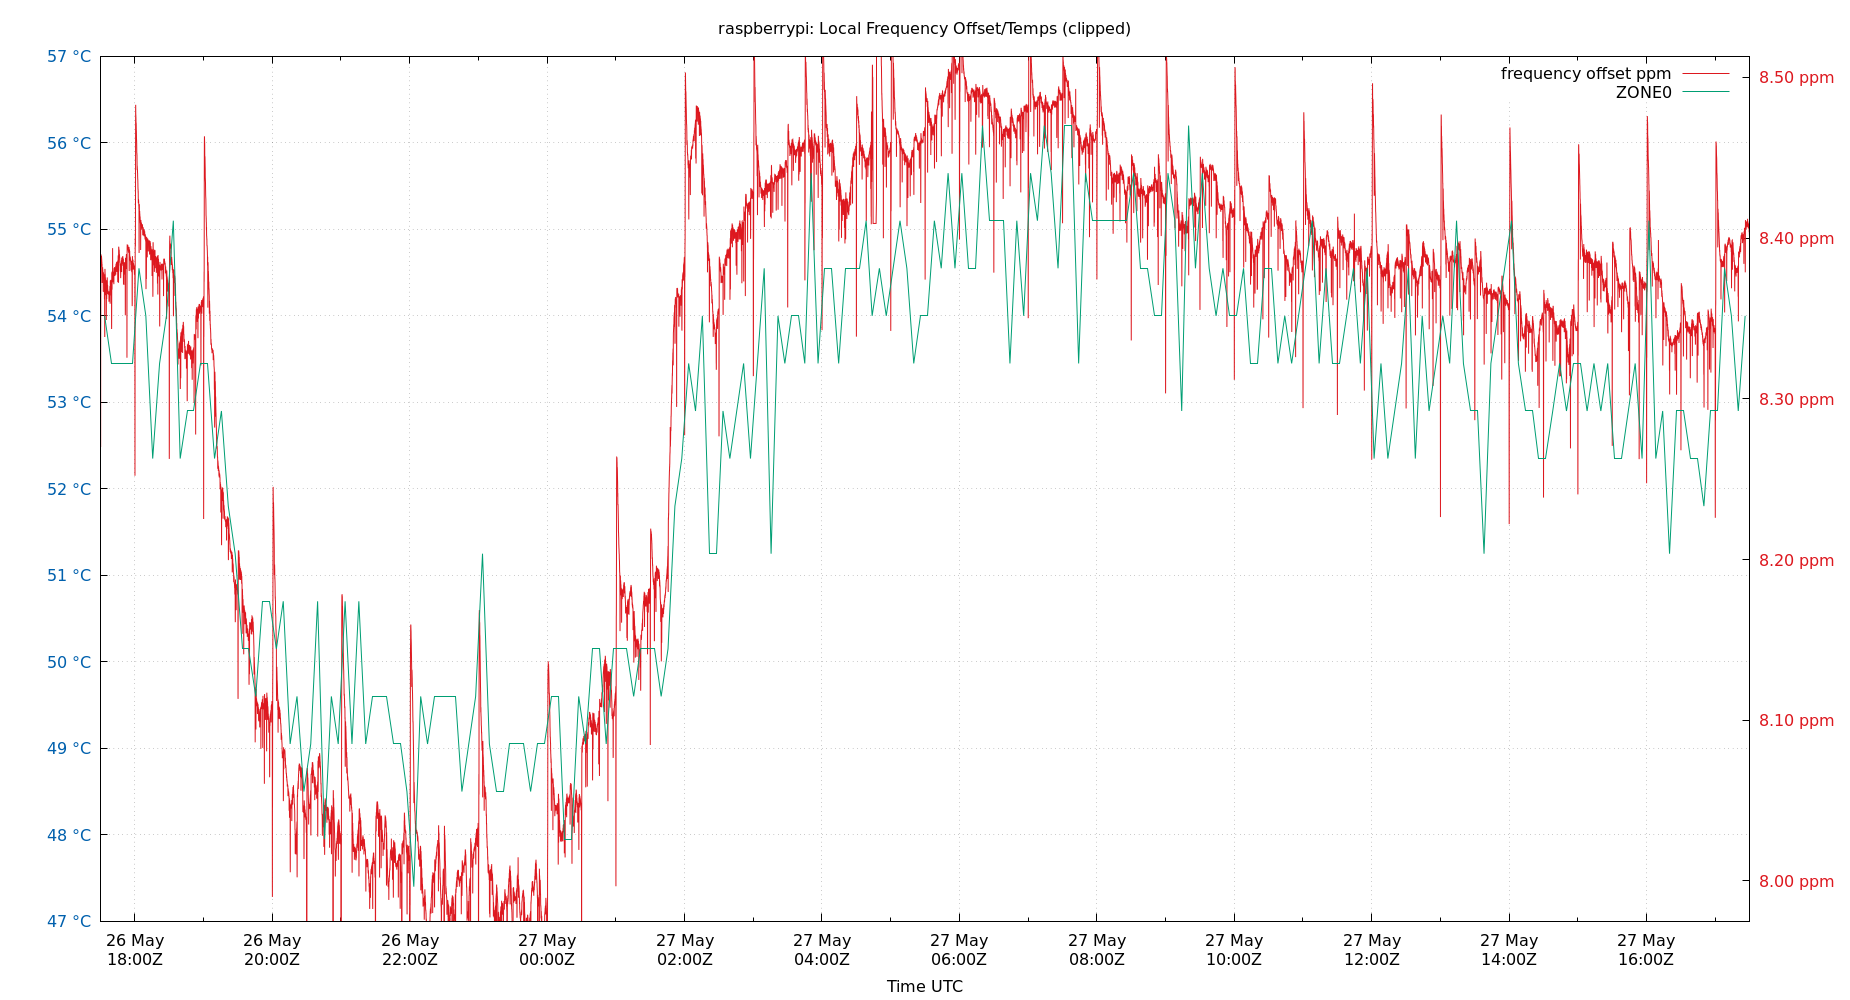 raspberrypi: Local Frequency Offset/Temps (clipped)
57 °C
56 °C
55 °C
54 °C
53 °C
52 °C
51 °C
50 °C
49 °C
48 °C
47 °C
frequency offset ppm
ZONE0
8.50 ppm
8.40 ppm
8.30 ppm
8.20 ppm
8.10 ppm
8.00 ppm
26 May 26 May 26 May 27 May 27 May 27 May 27 May 27 May 27 May 27 May 27 May 27 May
18:00Z 20:00Z 22:00Z 00:00Z 02:00Z 04:00Z 06:00Z 08:00Z 10:00Z 12:00Z 14:00Z 16:00Z
Time UTC